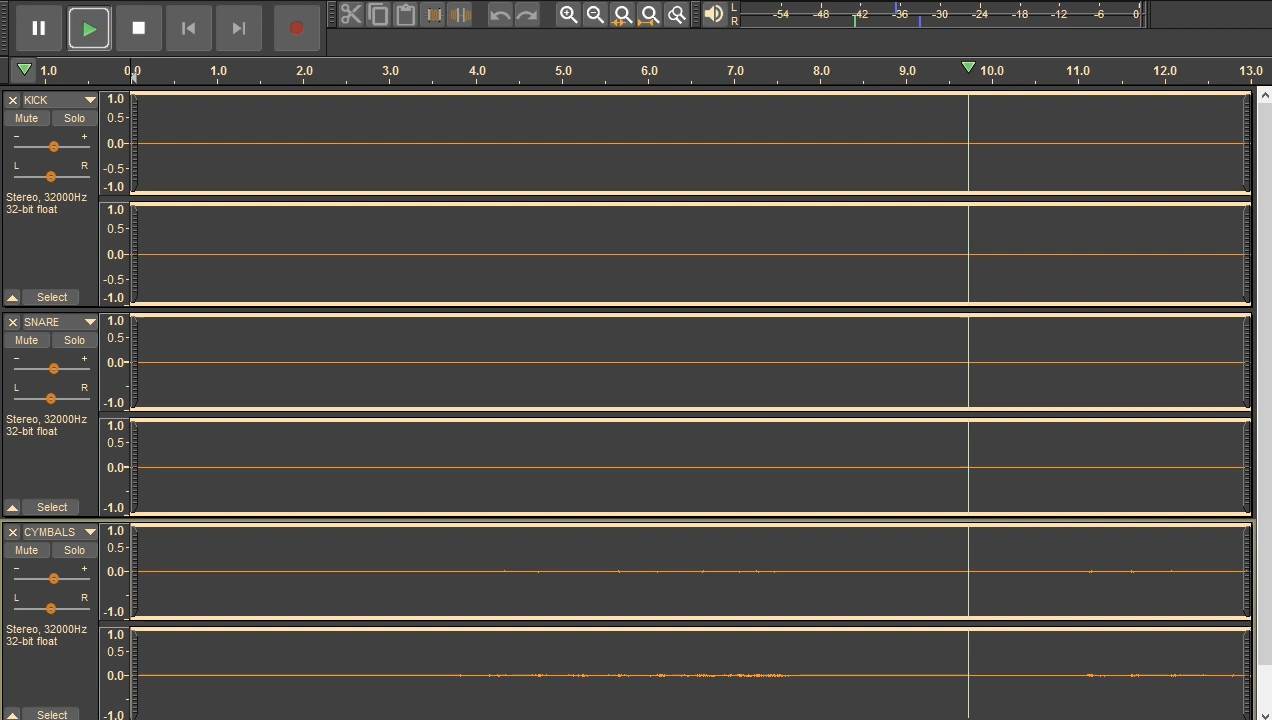 L
R
-54 -48 -42 -36 -30 -24 -18 -12 -6 0
1.0 0.0 1.0 2.0 3.0 4.0 5.0 6.0 7.0 8.0 9.0 10.0 11.0 12.0 13.0
KICK
Mute Solo
- +
L R
Stereo, 32000Hz
32-bit float
Select
1.0
0.5
0.0
-0.5
-1.0
1.0
0.5
0.0
-0.5
-1.0
SNARE
Mute Solo
- +
L R
Stereo, 32000Hz
32-bit float
Select
1.0
0.5
0.0
-1.0
1.0
0.5
0.0
-1.0
CYMBALS
Mute Solo
- +
L R
Stereo, 32000Hz
32-bit float
Select
1.0
0.5
0.0
-1.0
1.0
0.5
0.0
-1.0